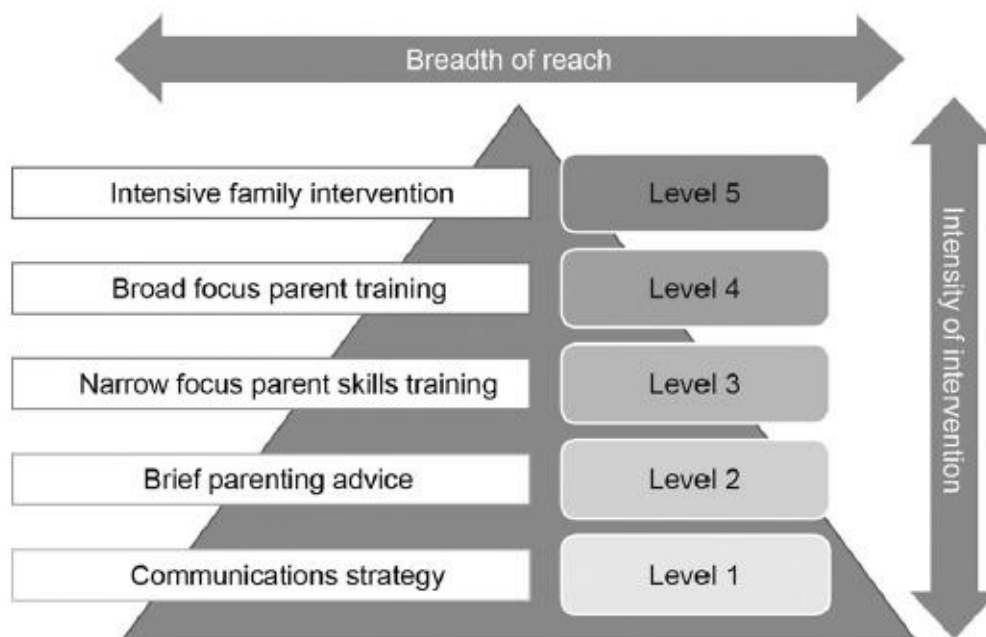 Breadth of reach
Intensive family intervention
Level 5
Broad focus parent training
Level 4
Narrow focus parent skills training
Level 3
Brief parenting advice
Level 2
Communications strategy
Level 1
Intensity of intervention